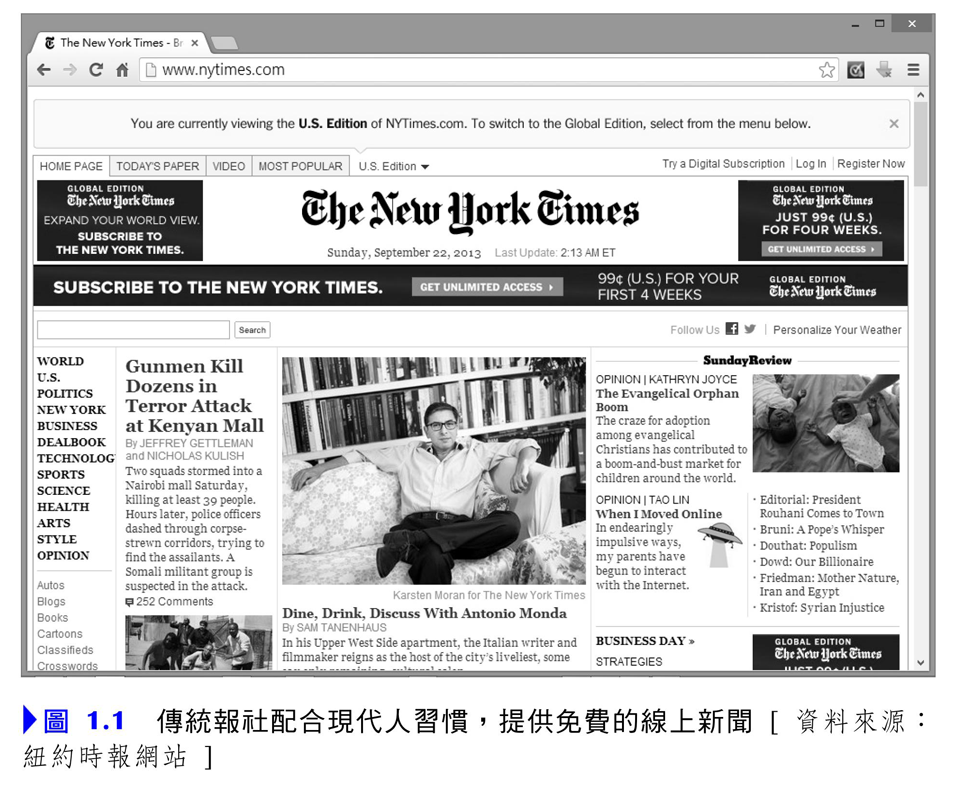 The New York Times - Br
www.nytimes.com
You are currently viewing the U.S. Edition of NYTimes.com. To switch to the Global Edition, select from the menu below.
HOME PAGE TODAY'S PAPER VIDEO MOST POPULAR U.S. Edition
Try a Digital Subscription Log In Register Now
GLOBAL EDITION
The New York Times
EXPAND YOUR WORLD VIEW.
SUBSCRIBE TO
THE NEW YORK TIMES.
The New York Times
Sunday, September 22, 2013 Last Update: 2:13 AM ET
GLOBAL EDITION
The New York Times
JUST 99¢ (U.S.)
FOR FOUR WEEKS.
GET UNLIMITED ACCESS
SUBSCRIBE TO THE NEW YORK TIMES.
GET UNLIMITED ACCESS
99¢ (U.S.) FOR YOUR
FIRST 4 WEEKS
GLOBAL EDITION
The New York Times
Search
Follow Us
Personalize Your Weather
WORLD
U.S.
POLITICS
NEW YORK
BUSINESS
DEALBOOK
TECHNOLOG
SPORTS
SCIENCE
HEALTH
ARTS
STYLE
OPINION
Autos
Blogs
Books
Cartoons
Classifieds
Crosswords
Gunmen Kill
Dozens in
Terror Attack
at Kenyan Mall
By JEFFREY GETTLEMAN
and NICHOLAS KULISH
Two squads stormed into a
Nairobi mall Saturday,
killing at least 39 people.
Hours later, police officers
dashed through corpse-
strewn corridors, trying to
find the assailants. A
Somali militant group is
suspected in the attack.
252 Comments
Karsten Moran for The New York Times
Dine, Drink, Discuss With Antonio Monda
By SAM TANENHAUS
In his Upper West Side apartment, the Italian writer and
filmmaker reigns as the host of the city's liveliest, some
SundayReview
OPINION | KATHRYN JOYCE
The Evangelical Orphan
Boom
The craze for adoption
among evangelical
Christians has contributed to
a boom-and-bust market for
children around the world.
OPINION | TAO LIN
When I Moved Online
In endearingly
impulsive ways,
my parents have
begun to interact
with the Internet.
· Editorial: President
Rouhani Comes to Town
· Bruni: A Pope's Whisper
· Douthat: Populism
· Dowd: Our Billionaire
· Friedman: Mother Nature,
Iran and Egypt
· Kristof: Syrian Injustice
BUSINESS DAY »
STRATEGIES
GLOBAL EDITION
The New York Times
JUST 99¢ (U.S.)
圖 1.1 傳統報社配合現代人習慣，提供免費的線上新聞 [ 資料來源：
紐約時報網站 ]